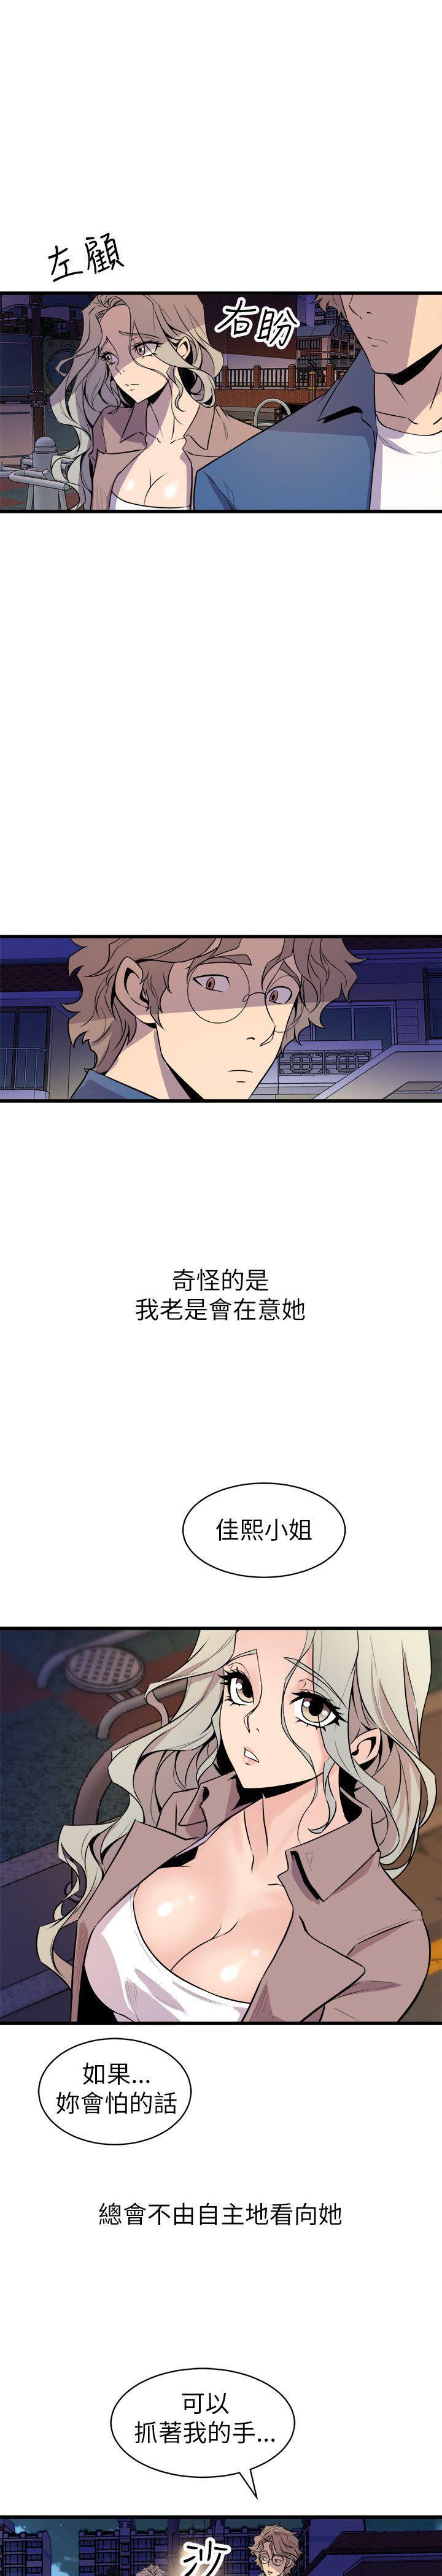 左顧
右盼
奇怪的是
我老是會在意她
佳熙小姐
如果...
妳會怕的話
總會不由自主地看向她
可以
抓著我的手...
沙